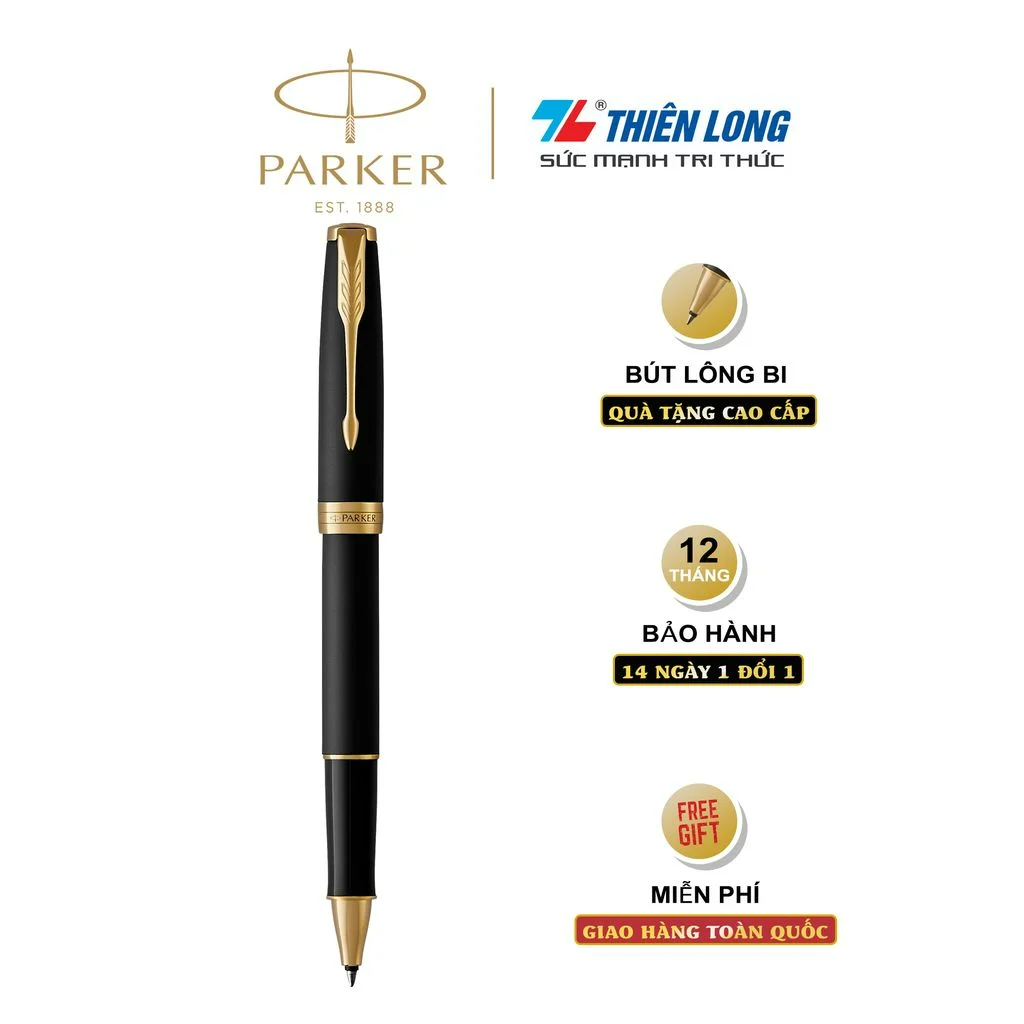 PARKER
EST. 1888
® THIÊN LONG
SỨC MẠNH TRI THỨC
BÚT LÔNG BI
QUÀ TẶNG CAO CẤP
PARKER
12
THÁNG
BẢO HÀNH
14 NGÀY 1 ĐỔI 1
FREE
GIFT
MIỄN PHÍ
GIAO HÀNG TOÀN QUỐC